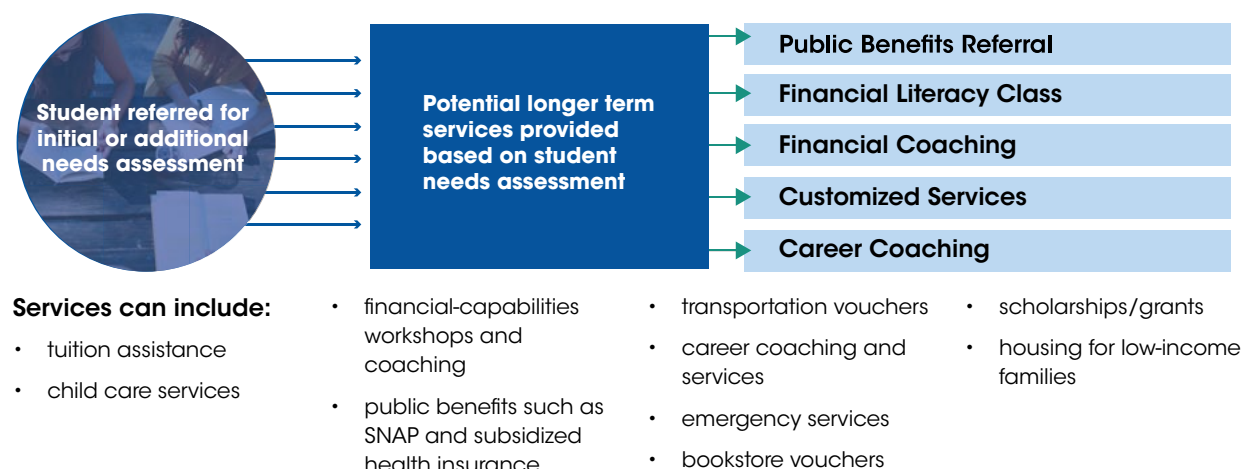 Student referred for
initial or additional
needs assessment
Potential longer term
services provided
based on student
needs assessment
Public Benefits Referral
Financial Literacy Class
Financial Coaching
Customized Services
Career Coaching
Services can include:
• tuition assistance
• child care services
• financial-capabilities
workshops and
coaching
• public benefits such as
SNAP and subsidized
health insurance
• transportation vouchers
• career coaching and
services
• emergency services
• bookstore vouchers
• scholarships/grants
• housing for low-income
families